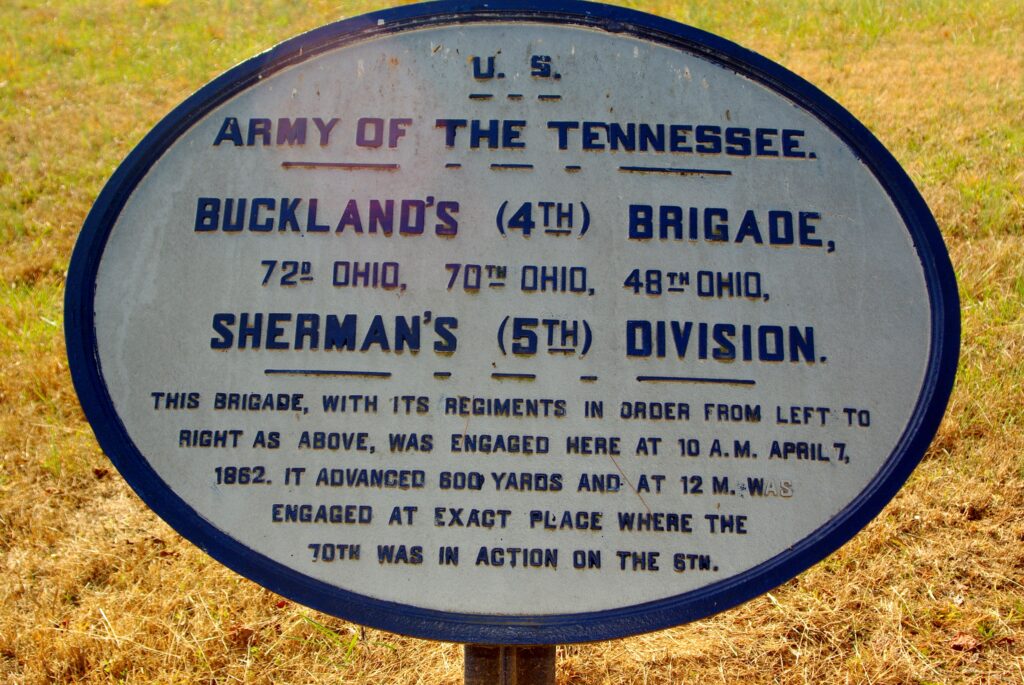 U. S.
ARMY OF THE TENNESSEE.
BUCKLAND'S (4TH) BRIGADE,
72D OHIO, 70TH OHIO, 48TH OHIO,
SHERMAN'S (5TH) DIVISION.
THIS BRIGADE, WITH ITS REGIMENTS IN ORDER FROM LEFT TO
RIGHT AS ABOVE, WAS ENGAGED HERE AT 10 A.M. APRIL 7,
1862. IT ADVANCED 600 YARDS AND AT 12 M. WAS
ENGAGED AT EXACT PLACE WHERE THE
70TH WAS IN ACTION ON THE 6TH.